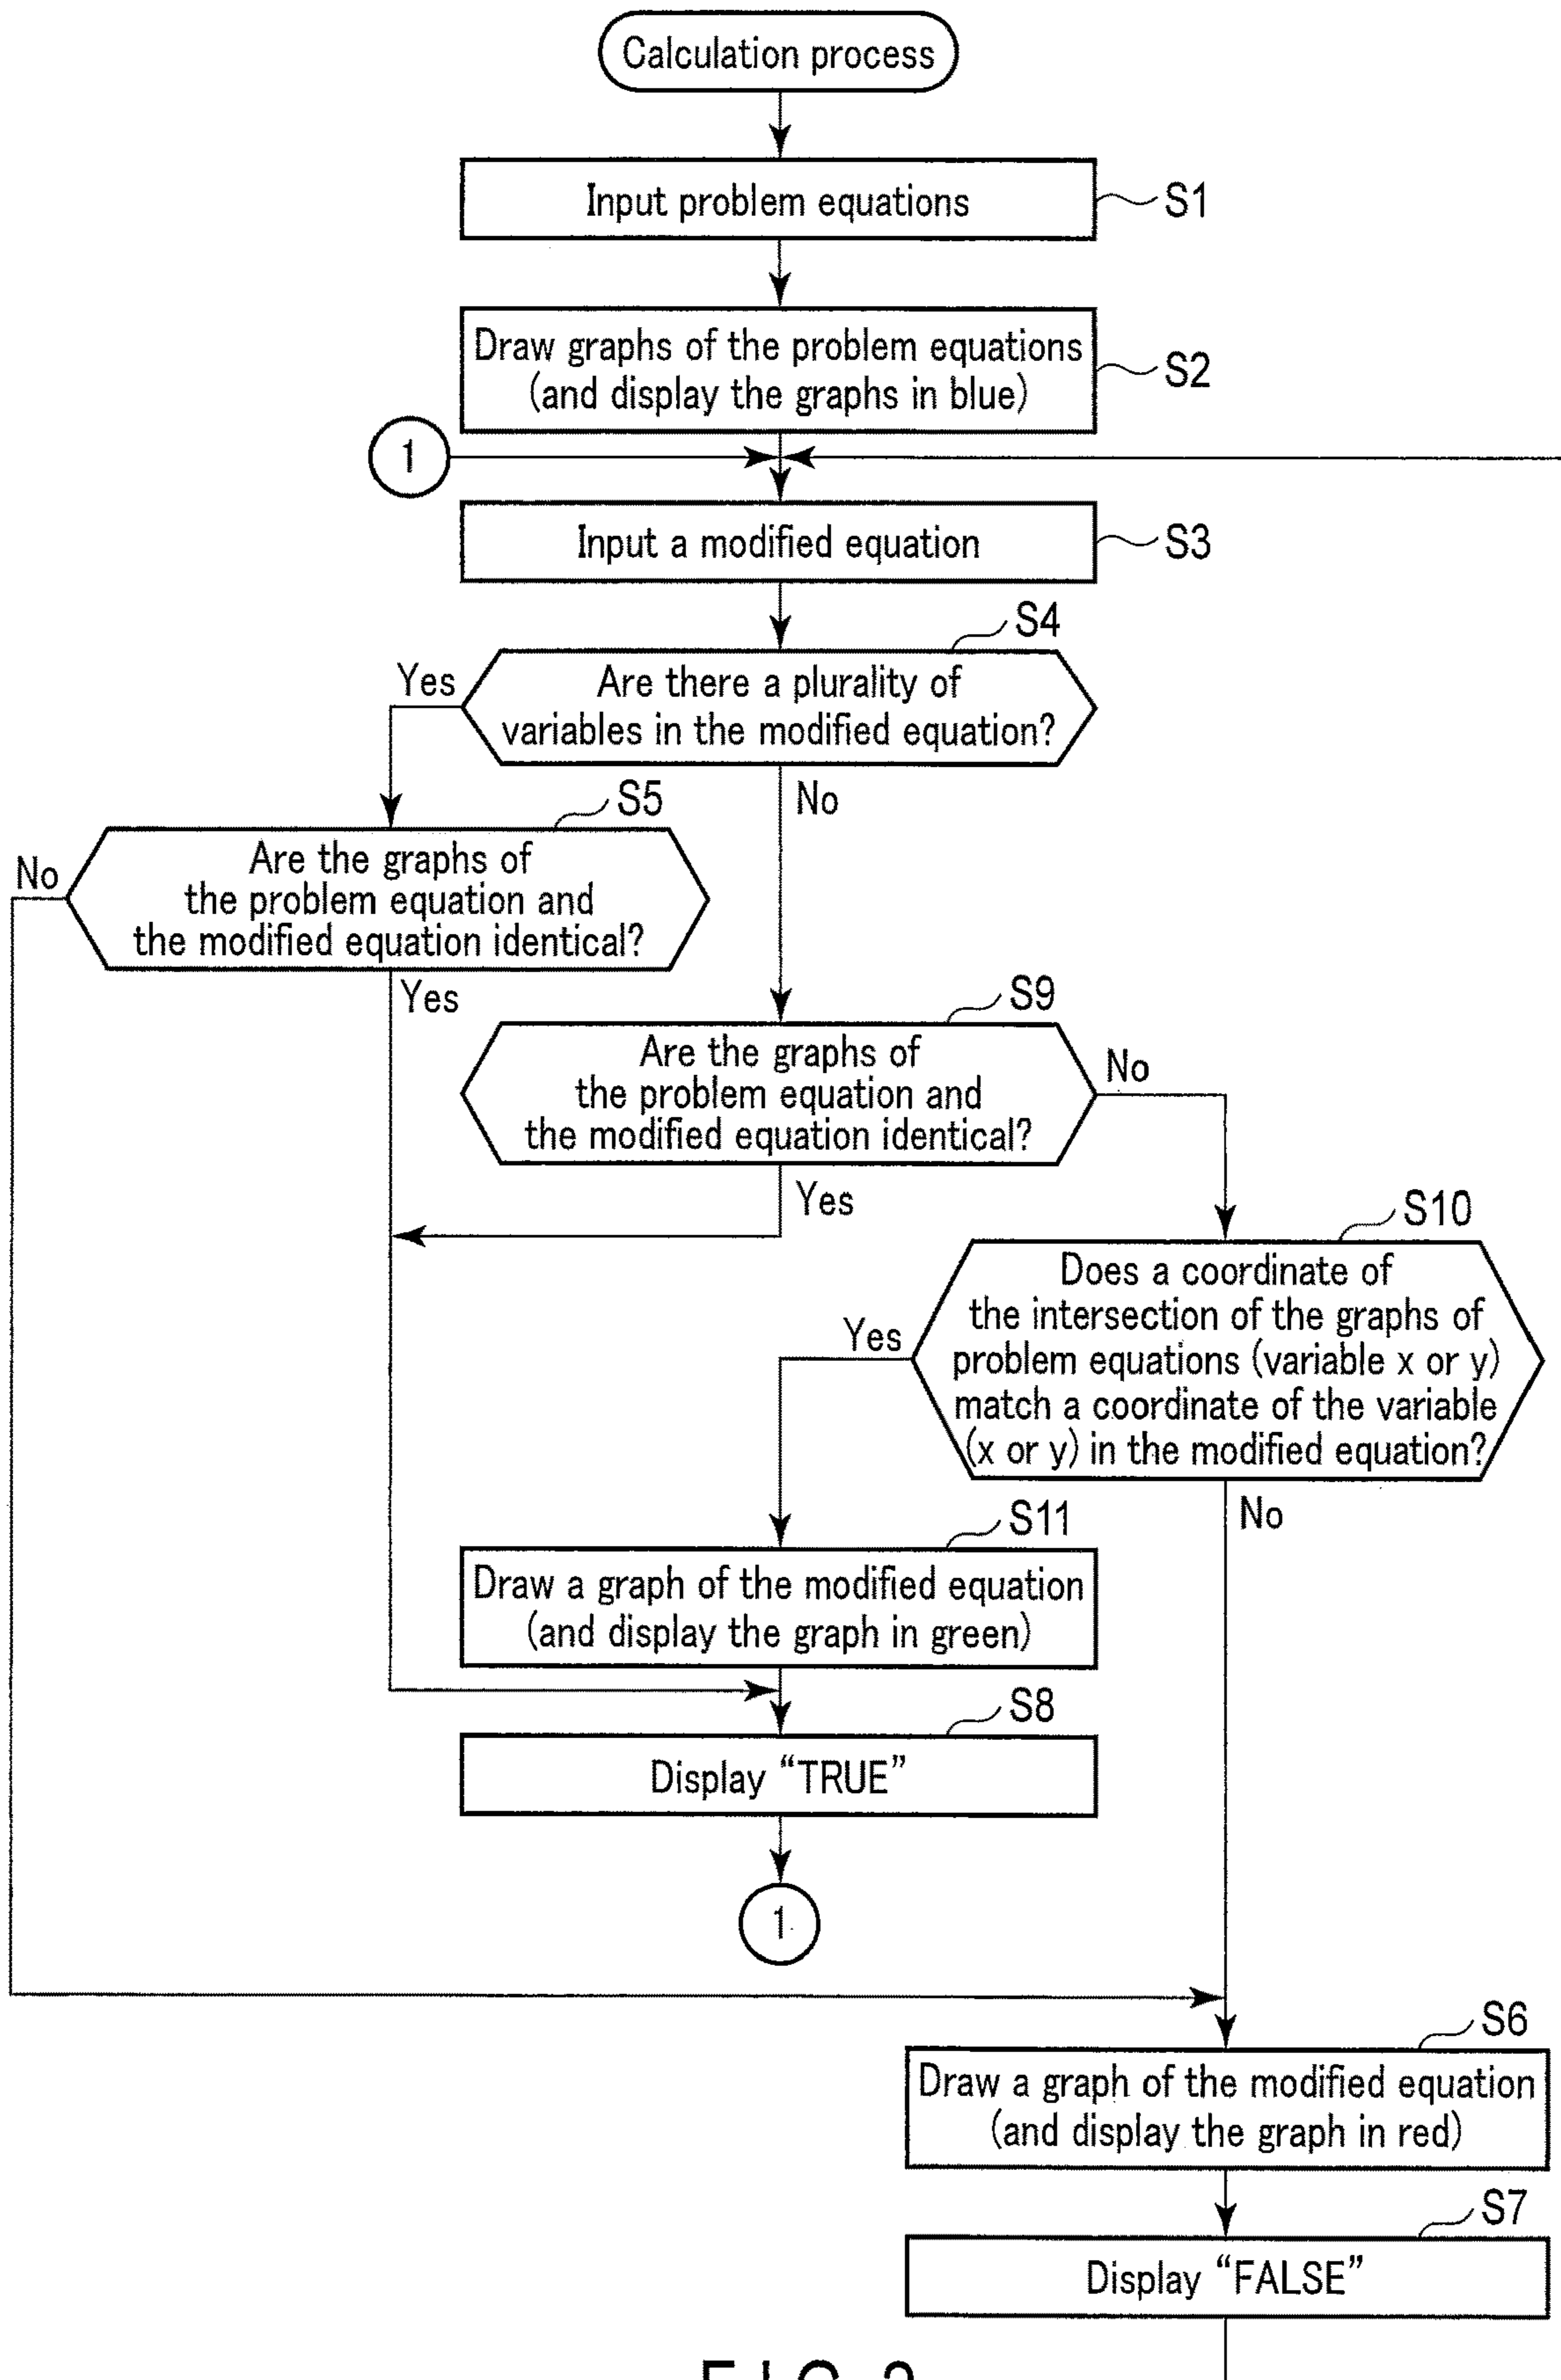 Calculation process
Input problem equations
S1
Draw graphs of the problem equations
(and display the graphs in blue)
S2
1
Input a modified equation
S3
S4
Are there a plurality of
variables in the modified equation?
Yes
No
S5
Are the graphs of
the problem equation and
the modified equation identical?
No
Yes
S9
Are the graphs of
the problem equation and
the modified equation identical?
No
Yes
S10
Does a coordinate of
the intersection of the graphs of
problem equations (variable x or y)
match a coordinate of the variable
(x or y) in the modified equation?
Yes
No
S11
Draw a graph of the modified equation
(and display the graph in green)
S8
Display “TRUE”
1
S6
Draw a graph of the modified equation
(and display the graph in red)
S7
Display “FALSE”